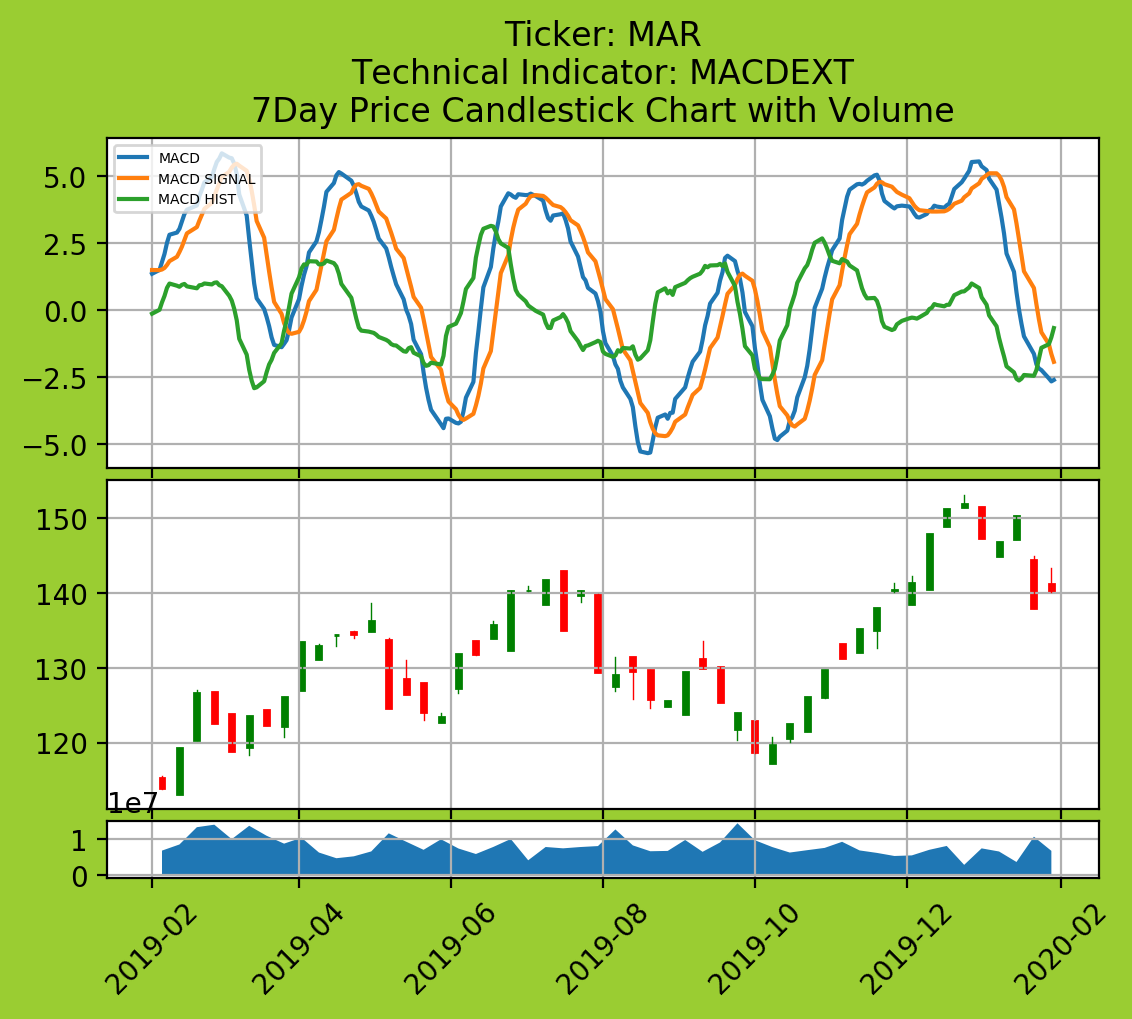 Ticker: MAR
Technical Indicator: MACDEXT
7Day Price Candlestick Chart with Volume
MACD
MACD SIGNAL
MACD HIST
5.0
2.5
0.0
−2.5
−5.0
150
140
130
120
1e7
1
0
2019-02
2019-04
2019-06
2019-08
2019-10
2019-12
2020-02